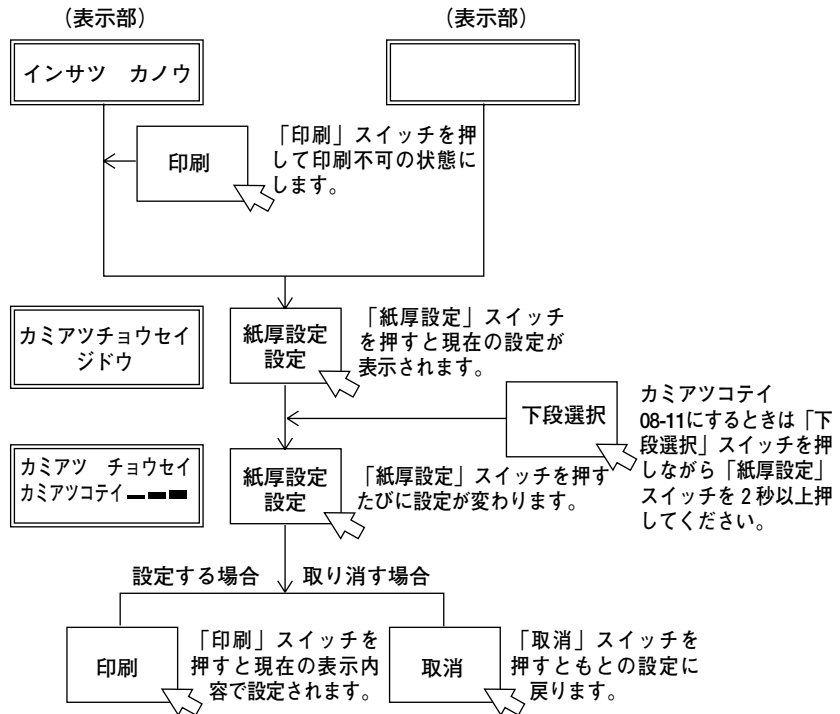 （表示部）
（表示部）
インサツ　カノウ
印刷
「印刷」スイッチを押
して印刷不可の状態に
します。
カミアツチョウセイ
ジドウ
紙厚設定
設定
「紙厚設定」スイッチ
を押すと現在の設定が
表示されます。
下段選択
カミアツコテイ
08-11にするときは「下
段選択」スイッチを押
しながら「紙厚設定」
スイッチを2秒以上押
してください。
カミアツ　チョウセイ
カミアツコテイ
紙厚設定
設定
「紙厚設定」スイッチを押す
たびに設定が変わります。
設定する場合
取り消す場合
印刷
「印刷」スイッチを
押すと現在の表示内
容で設定されます。
取消
「取消」スイッチを
押すともとの設定に
戻ります。